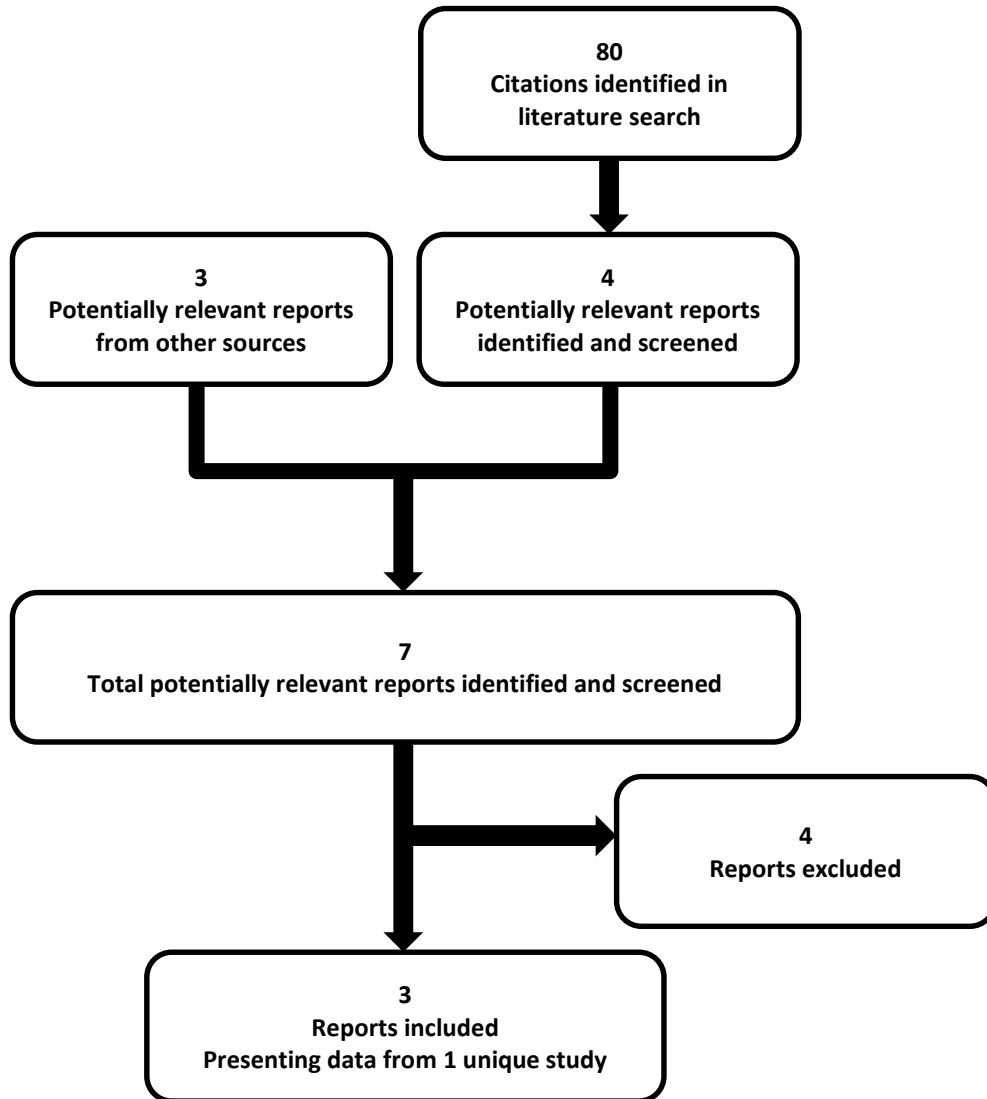 80
Citations identified in
literature search
3
Potentially relevant reports
from other sources
4
Potentially relevant reports
identified and screened
7
Total potentially relevant reports identified and screened
4
Reports excluded
3
Reports included
Presenting data from 1 unique study